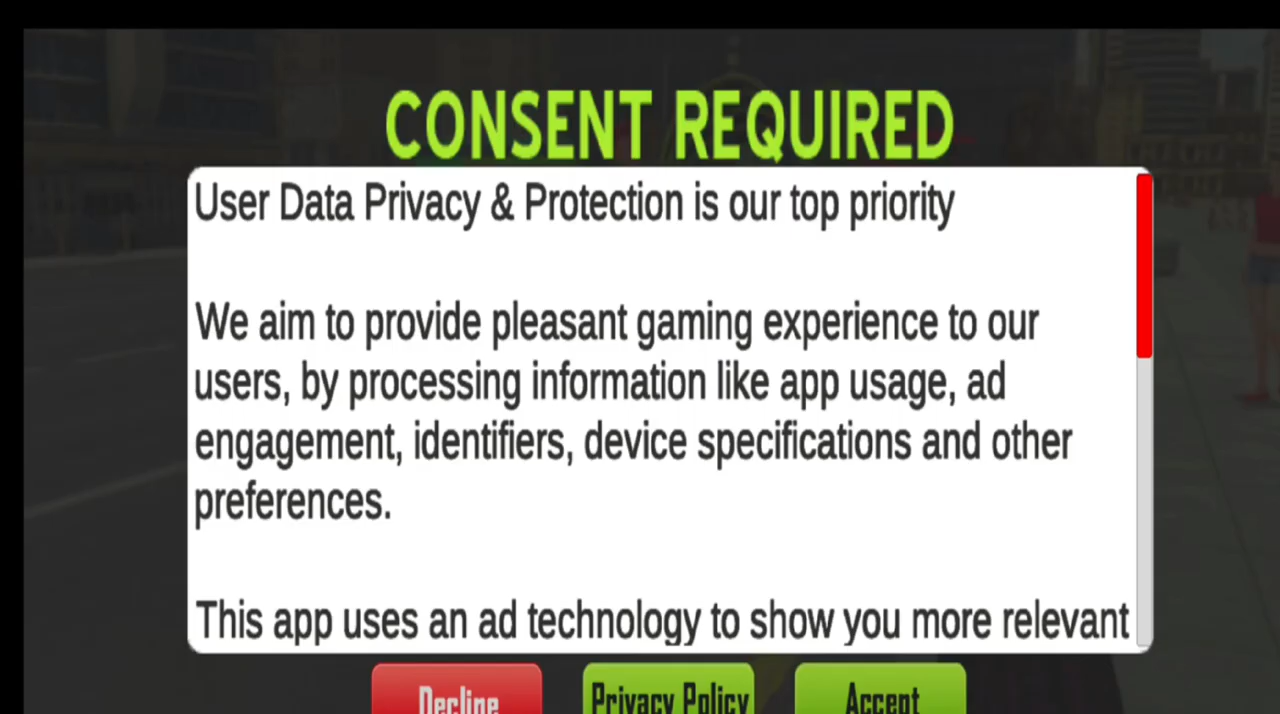 CONSENT REQUIRED
User Data Privacy & Protection is our top priority
We aim to provide pleasant gaming experience to our
users, by processing information like app usage, ad
engagement, identifiers, device specifications and other
preferences.
This app uses an ad technology to show you more relevant
Decline
Privacy Policy
Accept